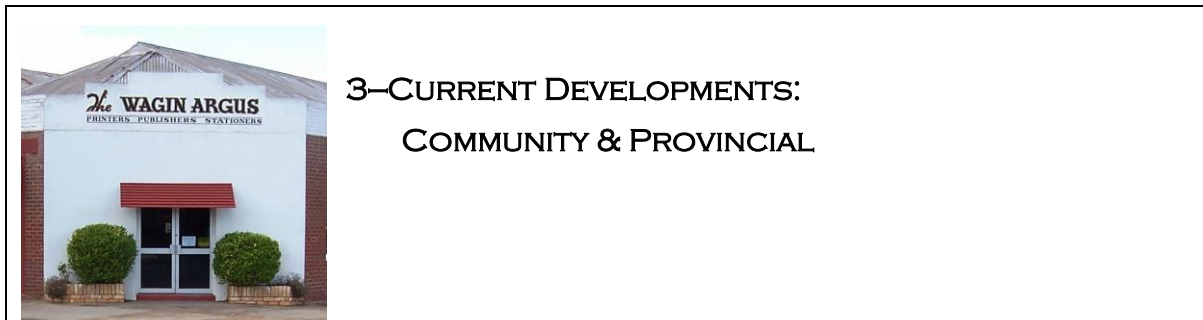 The WAGIN ARGUS
PRINTERS PUBLISHERS STATIONERS
3–CURRENT DEVELOPMENTS:
COMMUNITY & PROVINCIAL